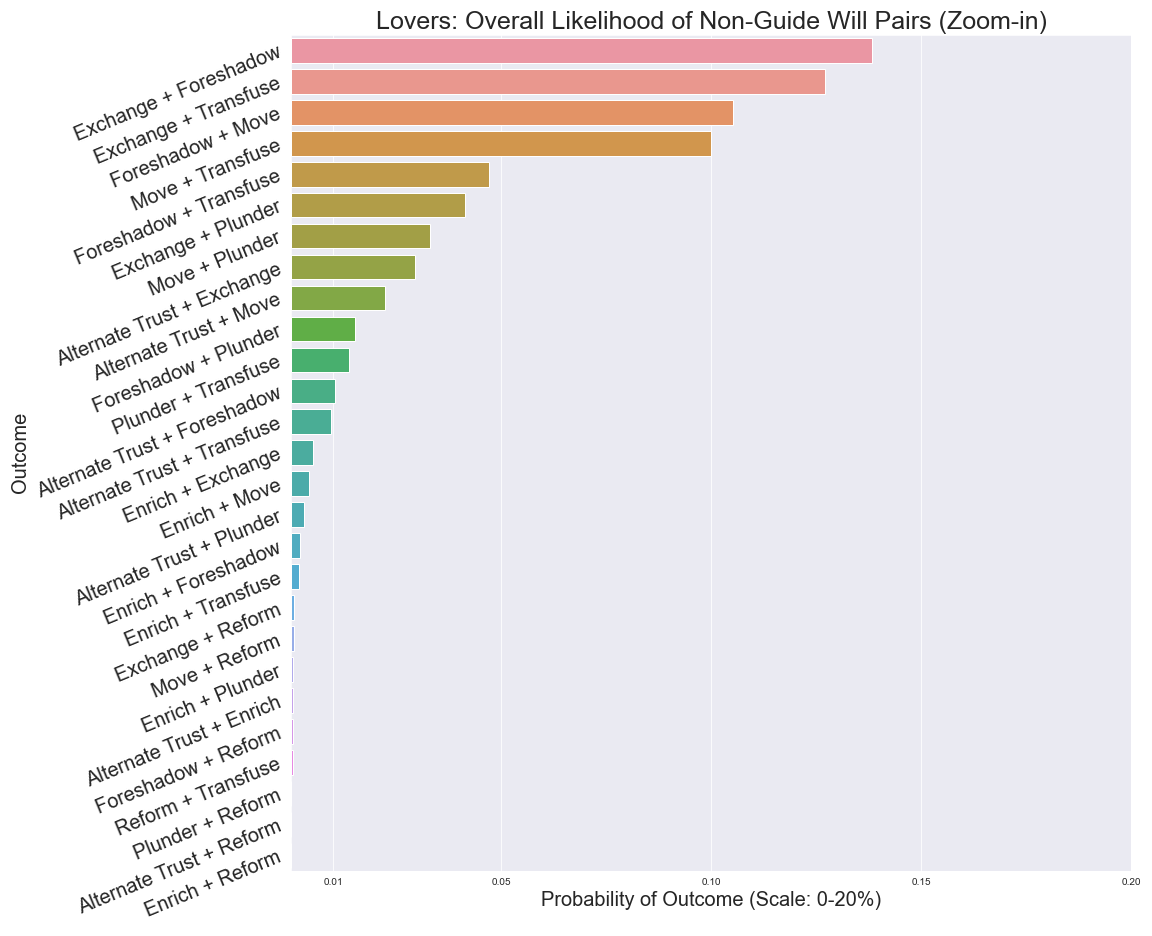 Lovers: Overall Likelihood of Non-Guide Will Pairs (Zoom-in)
Outcome
Exchange + Foreshadow
Exchange + Transfuse
Foreshadow + Move
Move + Transfuse
Foreshadow + Transfuse
Exchange + Plunder
Move + Plunder
Alternate Trust + Exchange
Alternate Trust + Move
Foreshadow + Plunder
Plunder + Transfuse
Alternate Trust + Foreshadow
Alternate Trust + Transfuse
Enrich + Exchange
Enrich + Move
Alternate Trust + Plunder
Enrich + Foreshadow
Enrich + Transfuse
Exchange + Reform
Move + Reform
Enrich + Plunder
Alternate Trust + Enrich
Foreshadow + Reform
Reform + Transfuse
Plunder + Reform
Alternate Trust + Reform
Enrich + Reform
0.01 0.05 0.10 0.15 0.20
Probability of Outcome (Scale: 0-20%)